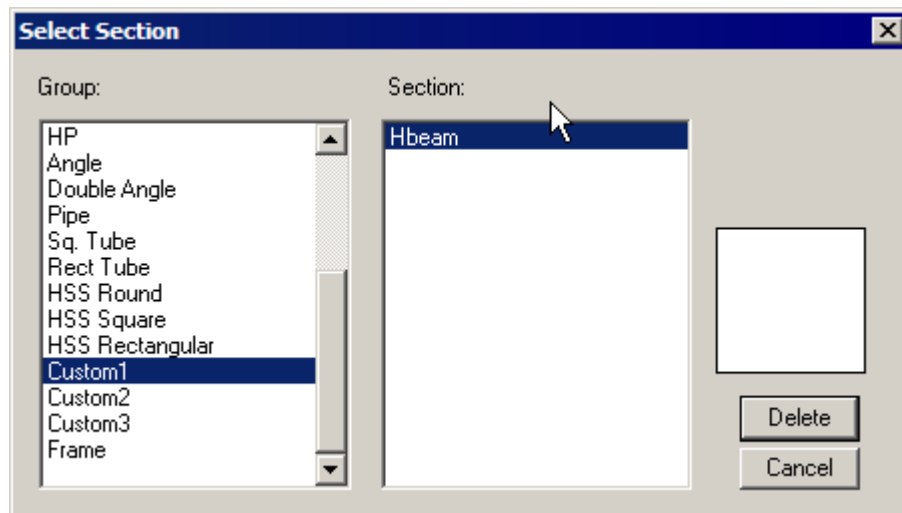 Select Section
Group:
Section:
HP
Angle
Double Angle
Pipe
Sq. Tube
Rect Tube
HSS Round
HSS Square
HSS Rectangular
Custom1
Custom2
Custom3
Frame
Hbeam
Delete
Cancel